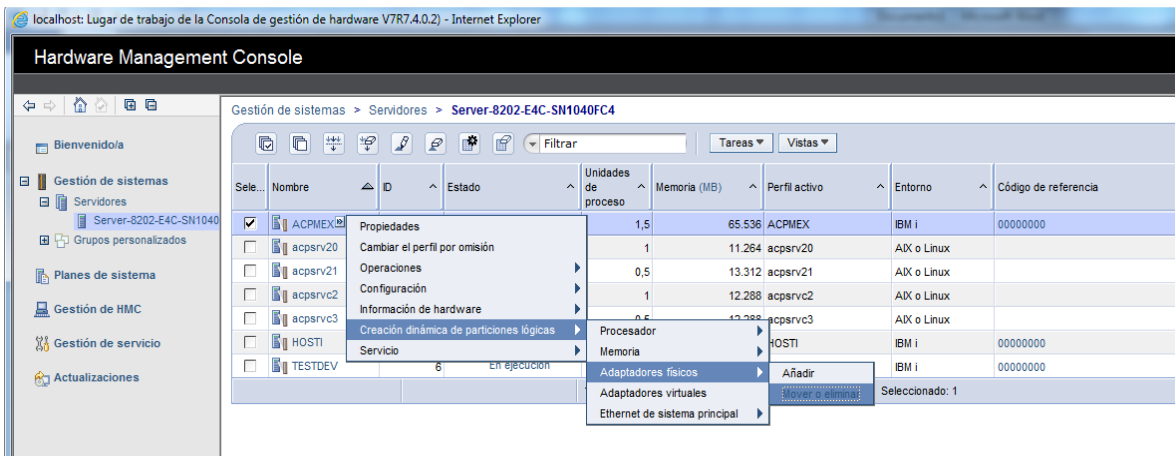 localhost: Lugar de trabajo de la Consola de gestión de hardware V7R7.4.0.2) - Internet Explorer
Hardware Management Console
Gestión de sistemas > Servidores > Server-8202-E4C-SN1040FC4
Filtrar
Tareas
Vistas
Bienvenido/a
Gestión de sistemas
Servidores
Server-8202-E4C-SN1040
Grupos personalizados
Planes de sistema
Gestión de HMC
Gestión de servicio
Actualizaciones
Sele... Nombre ID Estado Unidades de proceso Memoria (MB) Perfil activo Entorno Código de referencia
ACPMEX 1,5 65.536 ACPMEX IBM i 00000000
acpsrv20 1 11.264 acpsrv20 AIX o Linux
acpsrv21 0,5 13.312 acpsrv21 AIX o Linux
acpsrvc2 1 12.288 acpsrvc2 AIX o Linux
acpsrvc3 0,5 12.288 acpsrvc3 AIX o Linux
HOSTI HOSTI IBM i 00000000
TESTDEV 6 En ejecución IBM i 00000000
Seleccionado: 1
Propiedades
Cambiar el perfil por omisión
Operaciones
Configuración
Información de hardware
Creación dinámica de particiones lógicas
Servicio
Procesador
Memoria
Adaptadores físicos
Adaptadores virtuales
Ethernet de sistema principal
Añadir
Mover o eliminar